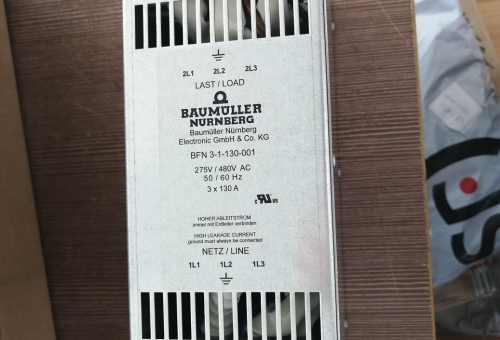 2L1 2L2 2L3
LAST / LOAD
BAUMÜLLER
NÜRNBERG
Baumüller Nürnberg
Electronic GmbH & Co. KG
BFN 3-1-130-001
275V / 480V AC
50 / 60 Hz
3 x 130 A
c RU US
HOHER ABLEITSTROM
immer mit Erdleiter verbinden
HIGH LEAKAGE CURRENT
ground must always be connected
NETZ / LINE
1L1 1L2 1L3